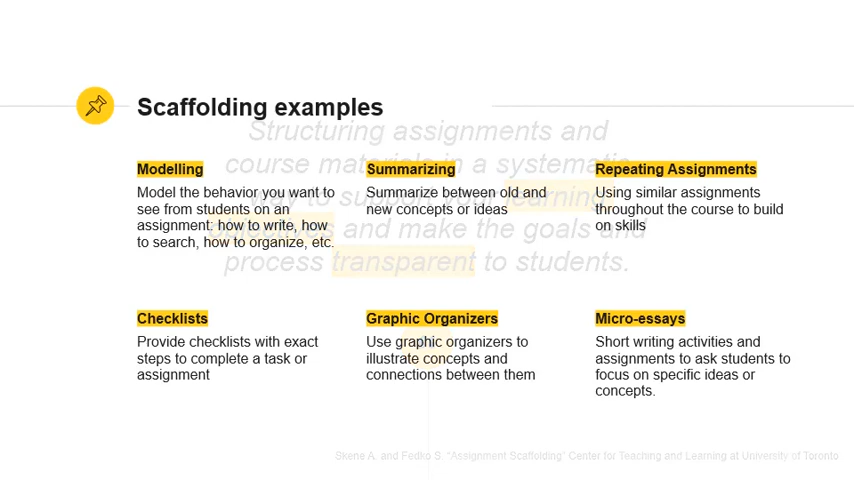 Scaffolding examples
Structuring assignments and
course materials in a systematic
way to support your learning
objectives and make the goals and
process transparent to students.
Modelling
Model the behavior you want to
see from students on an
assignment: how to write, how
to search, how to organize, etc.
Summarizing
Summarize between old and
new concepts or ideas
Repeating Assignments
Using similar assignments
throughout the course to build
on skills
Checklists
Provide checklists with exact
steps to complete a task or
assignment
Graphic Organizers
Use graphic organizers to
illustrate concepts and
connections between them
Micro-essays
Short writing activities and
assignments to ask students to
focus on specific ideas or
concepts.
Skene A. and Fedko S. "Assignment Scaffolding" Center for Teaching and Learning at University of Toronto